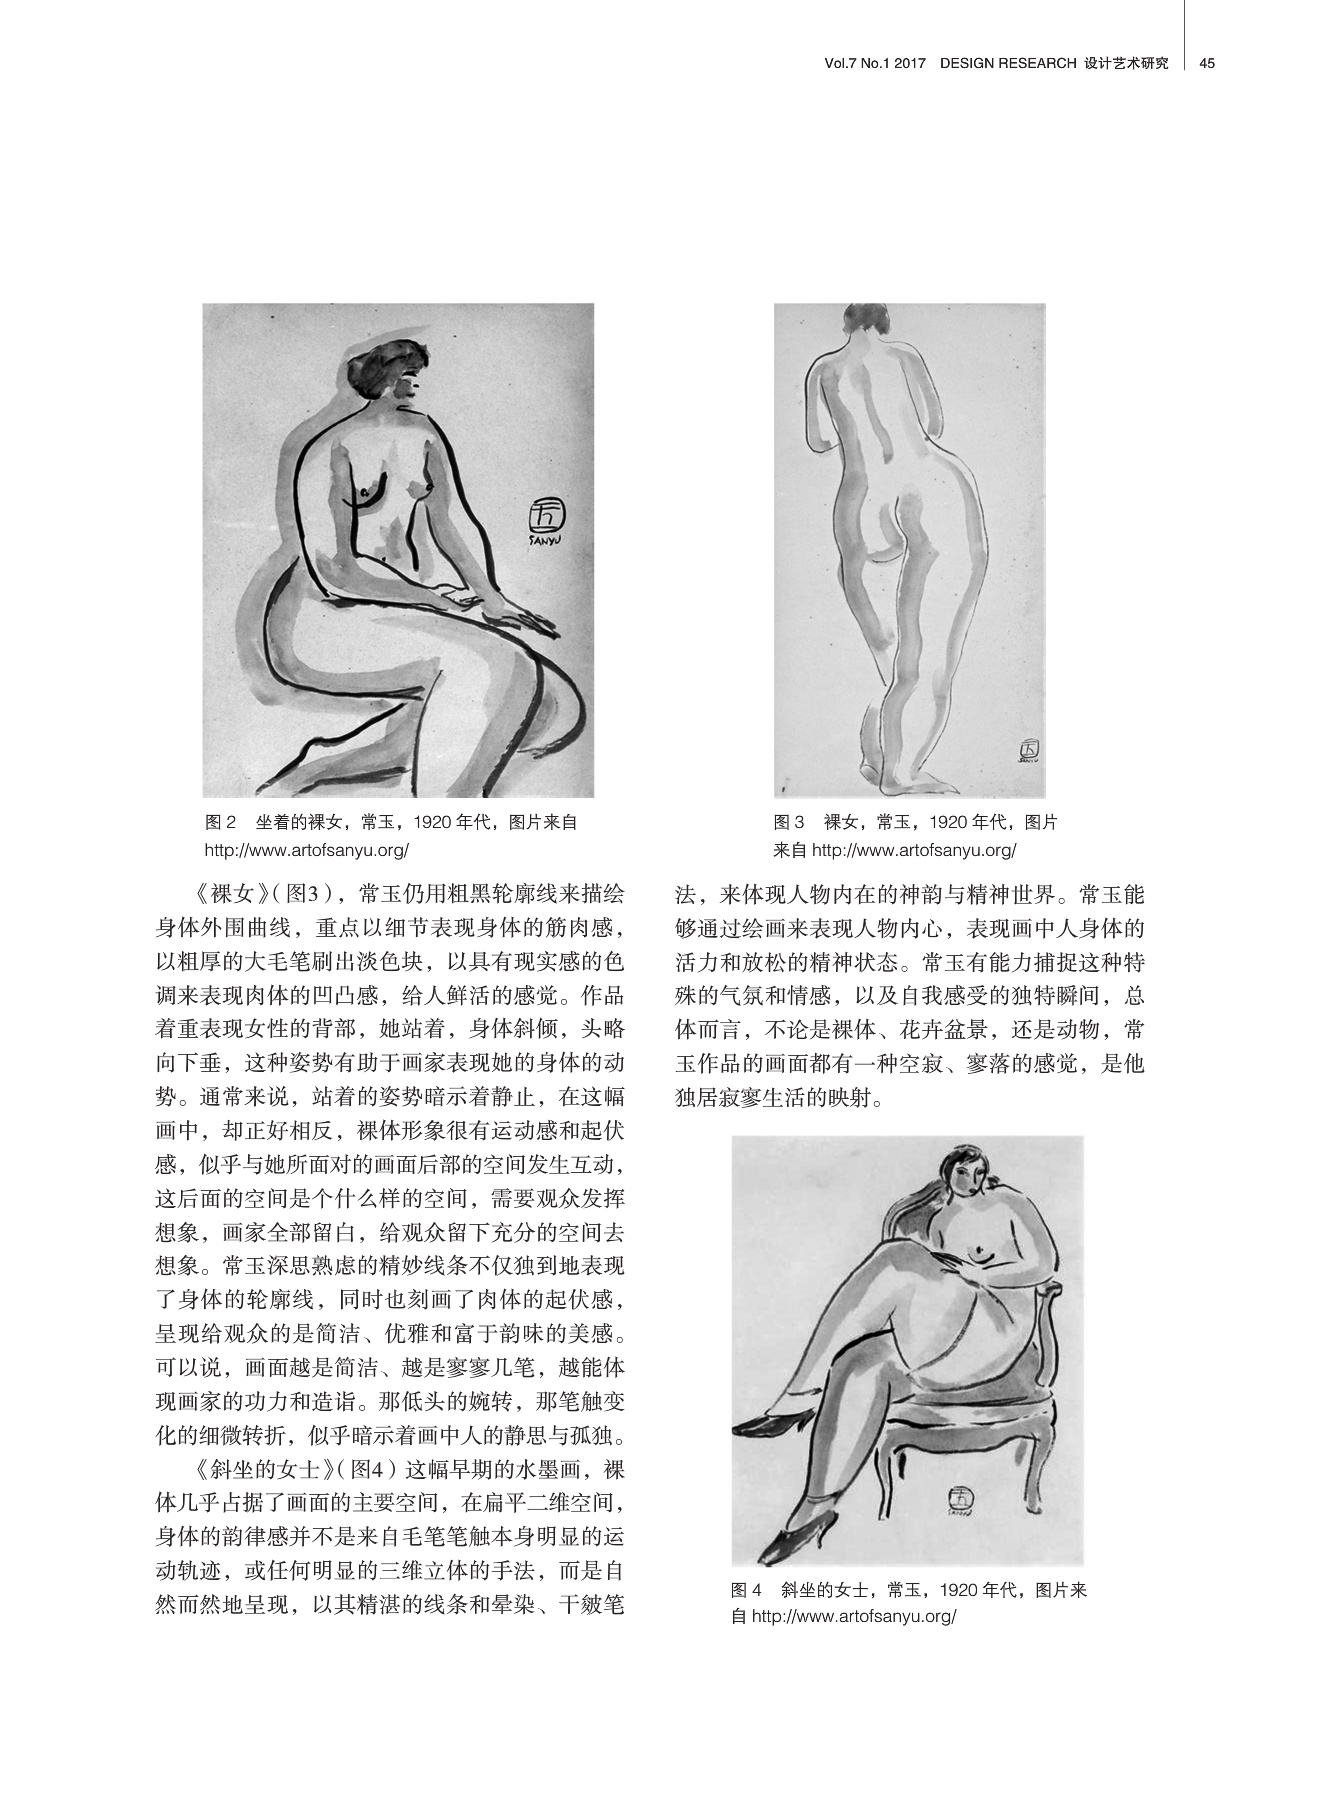 Vol.7 No.1 2017 DESIGN RESEARCH 设计艺术研究 45
SANYU
图 2 坐着的裸女，常玉，1920 年代，图片来自
http://www.artofsanyu.org/
SANYU
图 3 裸女，常玉，1920 年代，图片
来自 http://www.artofsanyu.org/
《裸女》（图3），常玉仍用粗黑轮廓线来描绘
身体外围曲线，重点以细节表现身体的筋肉感，
以粗厚的大毛笔刷出淡色块，以具有现实感的色
调来表现肉体的凹凸感，给人鲜活的感觉。作品
着重表现女性的背部，她站着，身体斜倾，头略
向下垂，这种姿势有助于画家表现她的身体的动
势。通常来说，站着的姿势暗示着静止，在这幅
画中，却正好相反，裸体形象很有运动感和起伏
感，似乎与她所面对的画面后部的空间发生互动，
这后面的空间是个什么样的空间，需要观众发挥
想象，画家全部留白，给观众留下充分的空间去
想象。常玉深思熟虑的精妙线条不仅独到地表现
了身体的轮廓线，同时也刻画了肉体的起伏感，
呈现给观众的是简洁、优雅和富于韵味的美感。
可以说，画面越是简洁、越是寥寥几笔，越能体
现画家的功力和造诣。那低头的婉转，那笔触变
化的细微转折，似乎暗示着画中人的静思与孤独。
《斜坐的女士》（图4）这幅早期的水墨画，裸
体几乎占据了画面的主要空间，在扁平二维空间，
身体的韵律感并不是来自毛笔笔触本身明显的运
动轨迹，或任何明显的三维立体的手法，而是自
然而然地呈现，以其精湛的线条和晕染、干皴笔
法，来体现人物内在的神韵与精神世界。常玉能
够通过绘画来表现人物内心，表现画中人身体的
活力和放松的精神状态。常玉有能力捕捉这种特
殊的气氛和情感，以及自我感受的独特瞬间，总
体而言，不论是裸体、花卉盆景，还是动物，常
玉作品的画面都有一种空寂、寥落的感觉，是他
独居寂寥生活的映射。
SANYU
图 4 斜坐的女士，常玉，1920 年代，图片来
自 http://www.artofsanyu.org/